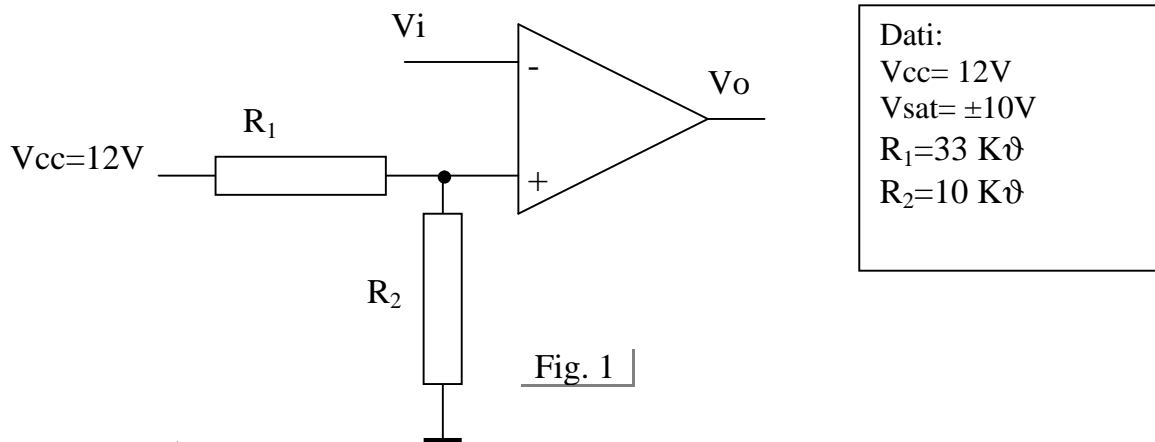 Vi
-
Vo
R₁
Vcc=12V
+
R₂
Fig. 1
Dati:
Vcc= 12V
Vsat= ±10V
R₁=33 Kϑ
R₂=10 Kϑ